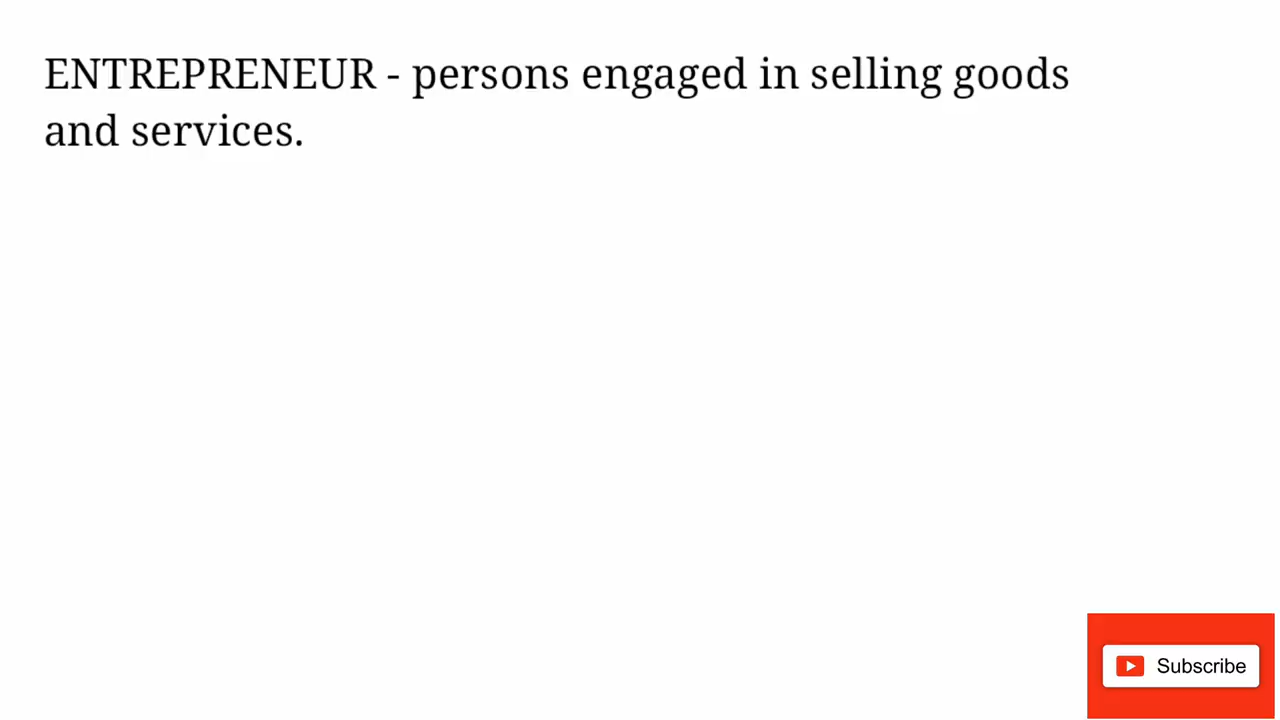 ENTREPRENEUR - persons engaged in selling goods
and services.
Subscribe